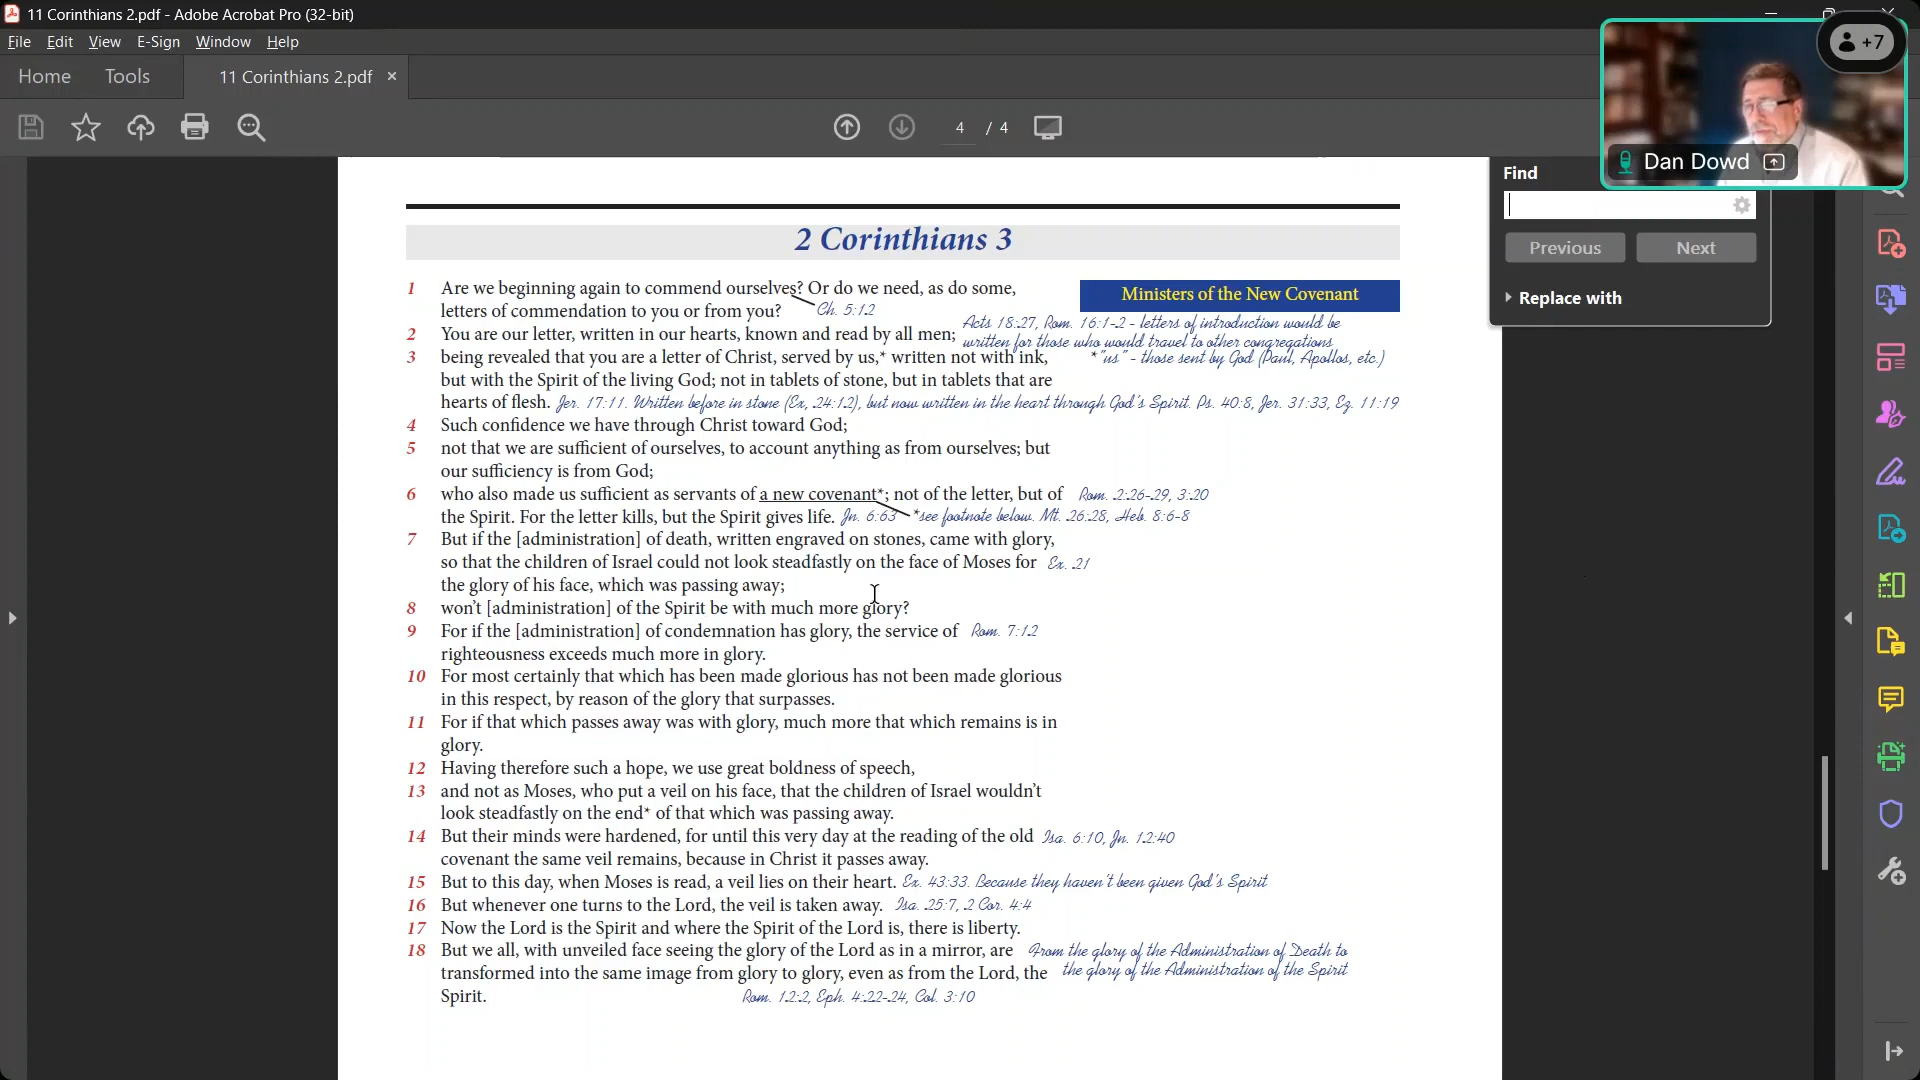 11 Corinthians 2.pdf - Adobe Acrobat Pro (32-bit)
File Edit View E-Sign Window Help
+7
Home Tools 11 Corinthians 2.pdf ×
4 / 4
Dan Dowd
Find
Previous Next
Replace with
2 Corinthians 3
Ministers of the New Covenant
1 Are we beginning again to commend ourselves? Or do we need, as do some,
letters of commendation to you or from you? Ch. 5:12
2 You are our letter, written in our hearts, known and read by all men; Acts 18:27, Rom. 16:1-2 - letters of introduction would be
written for those who would travel to other congregations
3 being revealed that you are a letter of Christ, served by us,* written not with ink, *"us" - those sent by God (Paul, Apollos, etc.)
but with the Spirit of the living God; not in tablets of stone, but in tablets that are
hearts of flesh. Jer. 17:11. Written before in stone (Ex, 24:12), but now written in the heart through God's Spirit. Ps. 40:8, Jer. 31:33, Ez. 11:19
4 Such confidence we have through Christ toward God;
5 not that we are sufficient of ourselves, to account anything as from ourselves; but
our sufficiency is from God;
6 who also made us sufficient as servants of a new covenant*; not of the letter, but of Rom. 2:26-29, 3:20
the Spirit. For the letter kills, but the Spirit gives life. Jn. 6:63 *see footnote below. Mt. 26:28, Heb. 8:6-8
7 But if the [administration] of death, written engraved on stones, came with glory,
so that the children of Israel could not look steadfastly on the face of Moses for Ex. 21
the glory of his face, which was passing away;
8 won't [administration] of the Spirit be with much more glory?
9 For if the [administration] of condemnation has glory, the service of Rom. 7:12
righteousness exceeds much more in glory.
10 For most certainly that which has been made glorious has not been made glorious
in this respect, by reason of the glory that surpasses.
11 For if that which passes away was with glory, much more that which remains is in
glory.
12 Having therefore such a hope, we use great boldness of speech,
13 and not as Moses, who put a veil on his face, that the children of Israel wouldn't
look steadfastly on the end* of that which was passing away.
14 But their minds were hardened, for until this very day at the reading of the old Isa. 6:10, Jn. 12:40
covenant the same veil remains, because in Christ it passes away.
15 But to this day, when Moses is read, a veil lies on their heart. Ex. 43:33. Because they haven't been given God's Spirit
16 But whenever one turns to the Lord, the veil is taken away. Isa. 25:7, 2 Cor. 4:4
17 Now the Lord is the Spirit and where the Spirit of the Lord is, there is liberty.
18 But we all, with unveiled face seeing the glory of the Lord as in a mirror, are From the glory of the Administration of Death to
transformed into the same image from glory to glory, even as from the Lord, the the glory of the Administration of the Spirit
Spirit. Rom. 12:2, Eph. 4:22-24, Col. 3:10